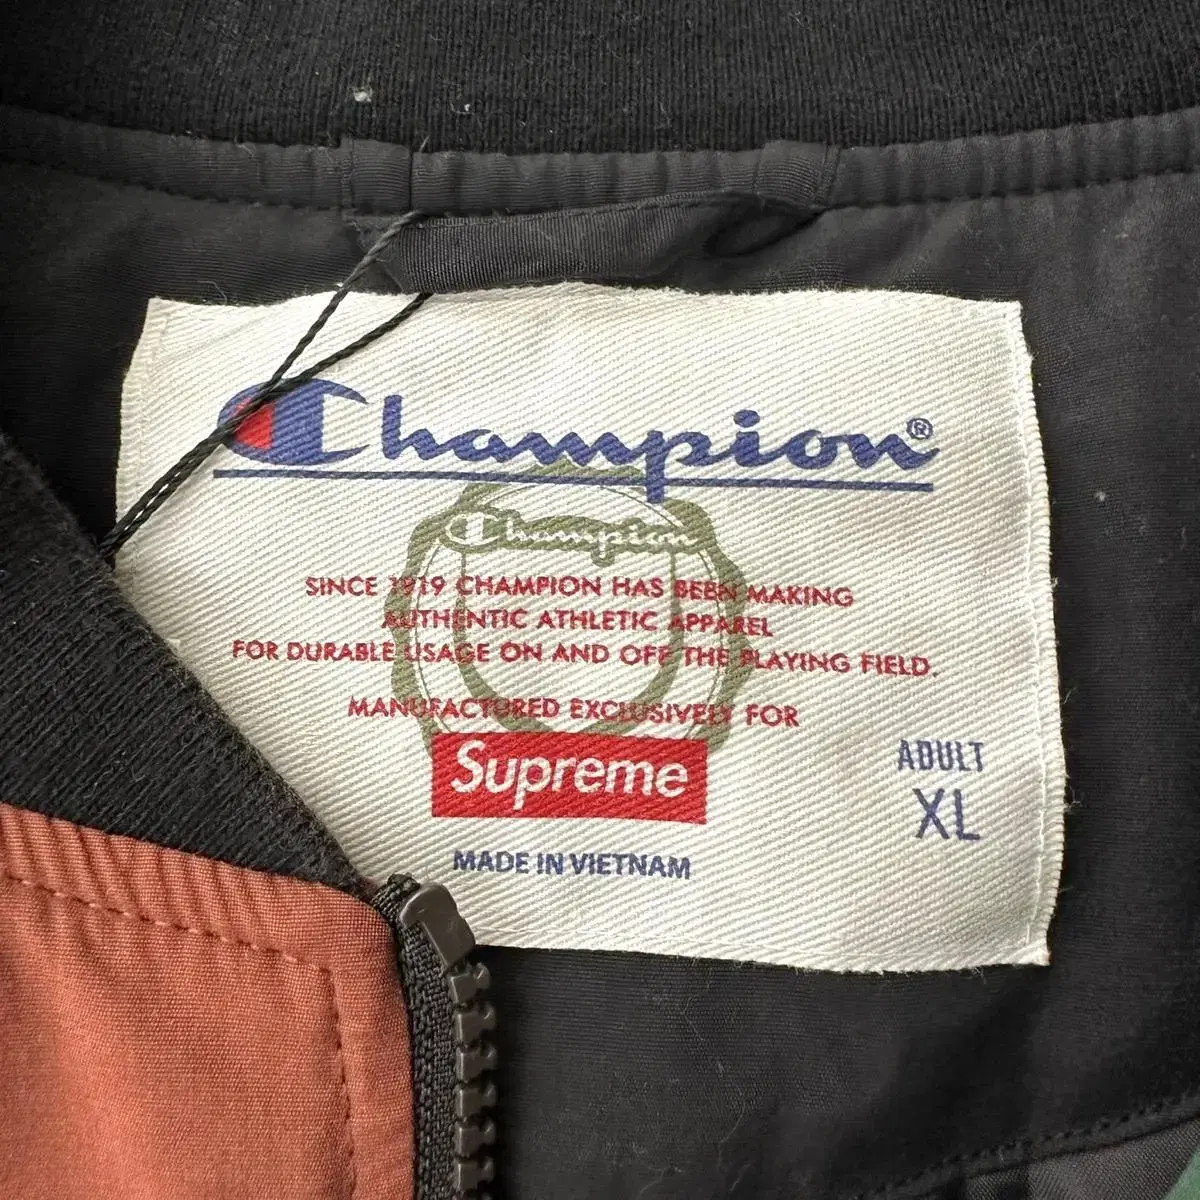 Champion®
Champion
SINCE 1919 CHAMPION HAS BEEN MAKING
AUTHENTIC ATHLETIC APPAREL
FOR DURABLE USAGE ON AND OFF THE PLAYING FIELD.
MANUFACTURED EXCLUSIVELY FOR
Supreme
ADULT
XL
MADE IN VIETNAM